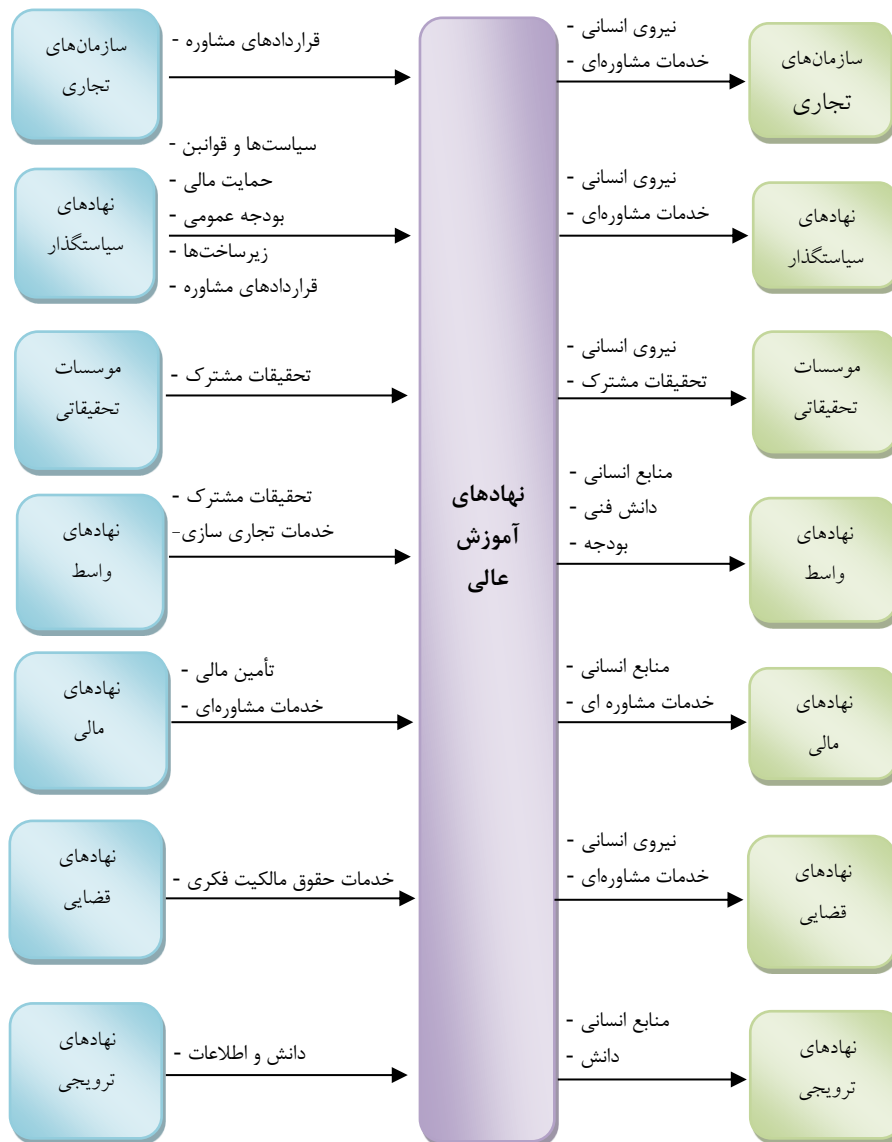 سازمان‌های
تجاری
- قراردادهای مشاوره
- نیروی انسانی
- خدمات مشاوره‌ای
سازمان‌های
تجاری
نهادهای
سیاستگذار
- سیاست‌ها و قوانبن
- حمایت مالی
- بودجه عمومی
- زیرساخت‌ها
- قراردادهای مشاوره
- نیروی انسانی
- خدمات مشاوره‌ای
نهادهای
سیاستگذار
موسسات
تحقیقاتی
- تحقیقات مشترک
- نیروی انسانی
- تحقیقات مشترک
موسسات
تحقیقاتی
نهادهای
آموزش
عالی
نهادهای
واسط
- تحقیقات مشترک
- خدمات تجاری سازی
- منابع انسانی
- دانش فنی
- بودجه
نهادهای
واسط
نهادهای
مالی
- تأمین مالی
- خدمات مشاوره‌ای
- منابع انسانی
- خدمات مشاوره ای
نهادهای
مالی
نهادهای
قضایی
- خدمات حقوق مالکیت فکری
- نیروی انسانی
- خدمات مشاوره‌ای
نهادهای
قضایی
نهادهای
ترویجی
- دانش و اطلاعات
- منابع انسانی
- دانش
نهادهای
ترویجی